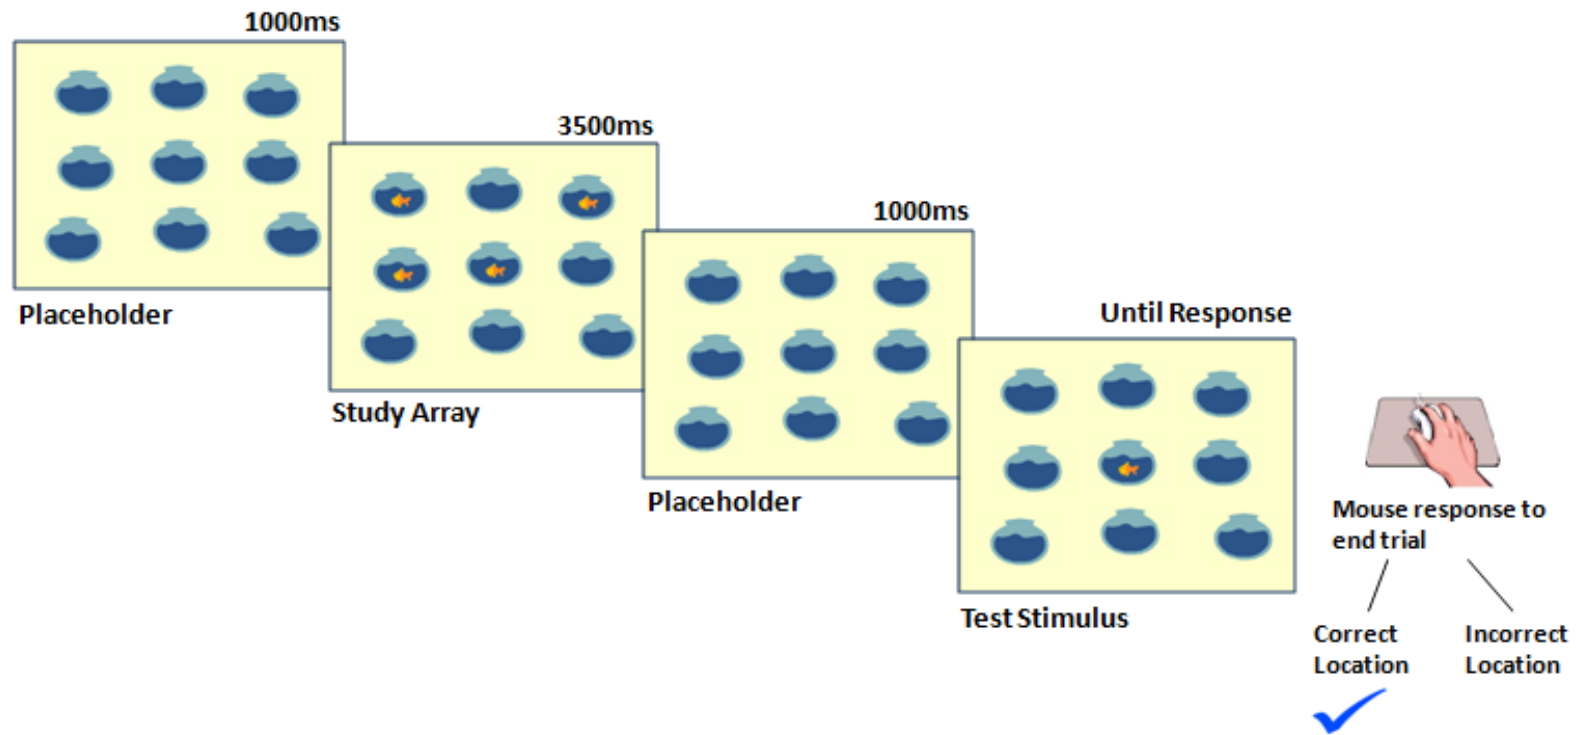 1000ms
Placeholder
3500ms
Study Array
1000ms
Placeholder
Until Response
Test Stimulus
Mouse response to
end trial
Correct
Location
Incorrect
Location